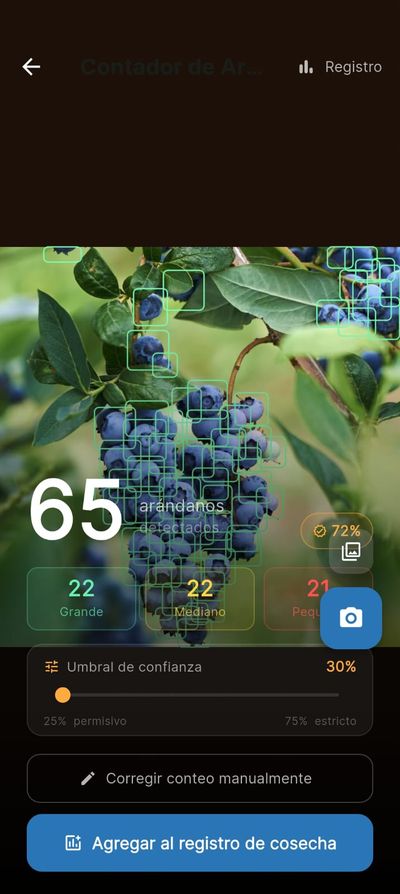 Contador de Ar...
Registro
65
arándanos
detectados
72%
22
Grande
22
Mediano
21
Umbral de confianza
30%
25% permisivo
75% estricto
Corregir conteo manualmente
Agregar al registro de cosecha